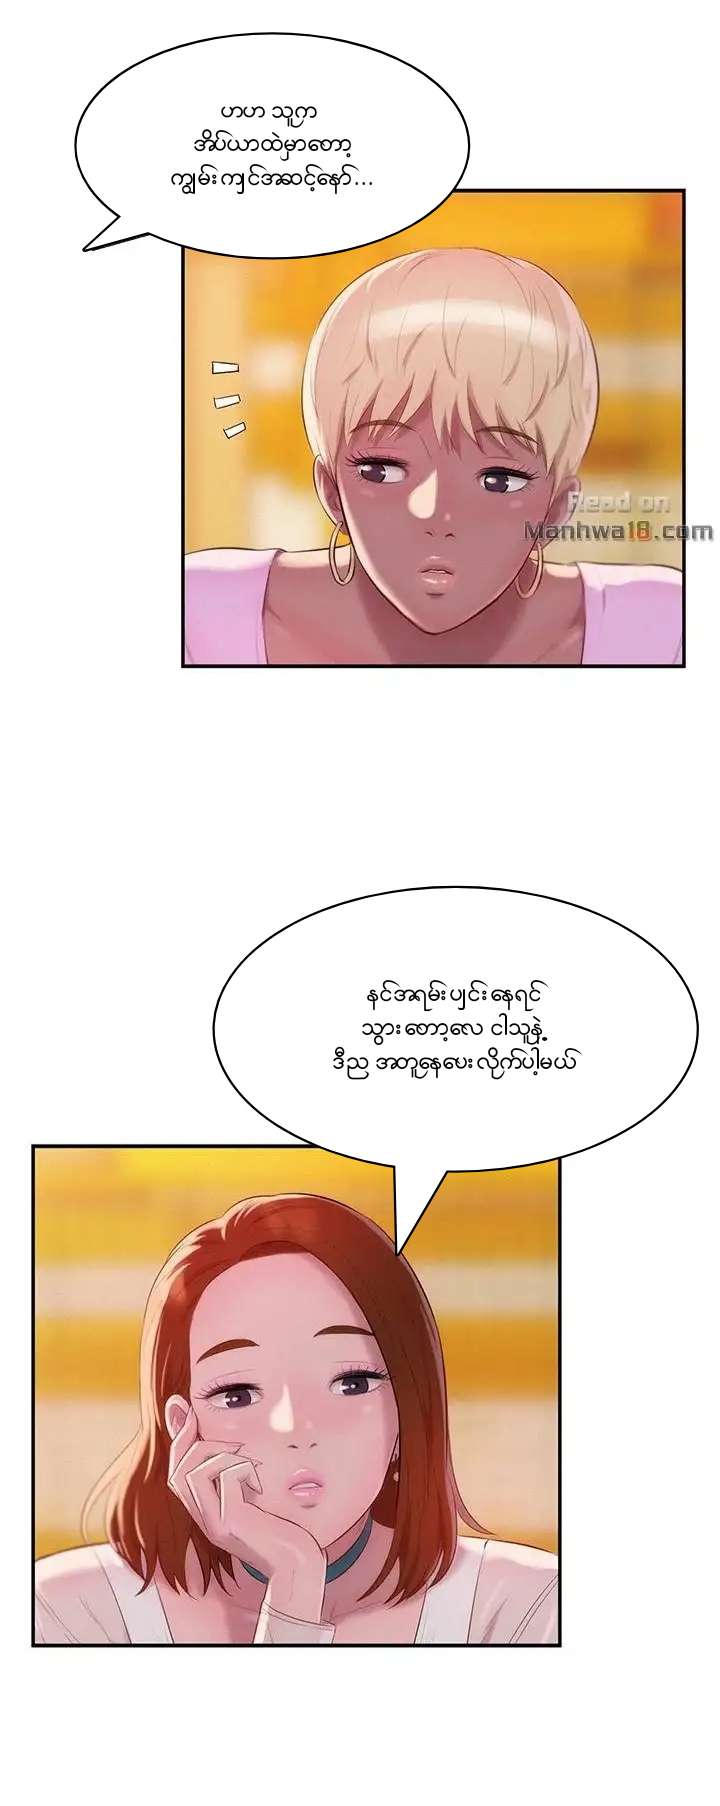 ဟဟ သူက
အိပ်ယာထဲမှာတော့
ကျွမ်းကျင်အဆင့်နော်...
Read on
Manhwa18.com
နင်အရမ်းပျင်းနေရင်
သွားတော့လေ ငါသူနဲ့
ဒီည အတူနေပေးလိုက်ပါ့မယ်